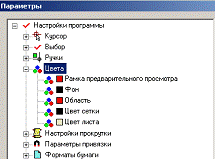 Параметры
Настройки программы
Курсор
Выбор
Ручки
Цвета
Рамка предварительного просмотра
Фон
Область
Цвет сетки
Цвет листа
Настройки прокрутки
Параметры привязки
Форматы бумаги